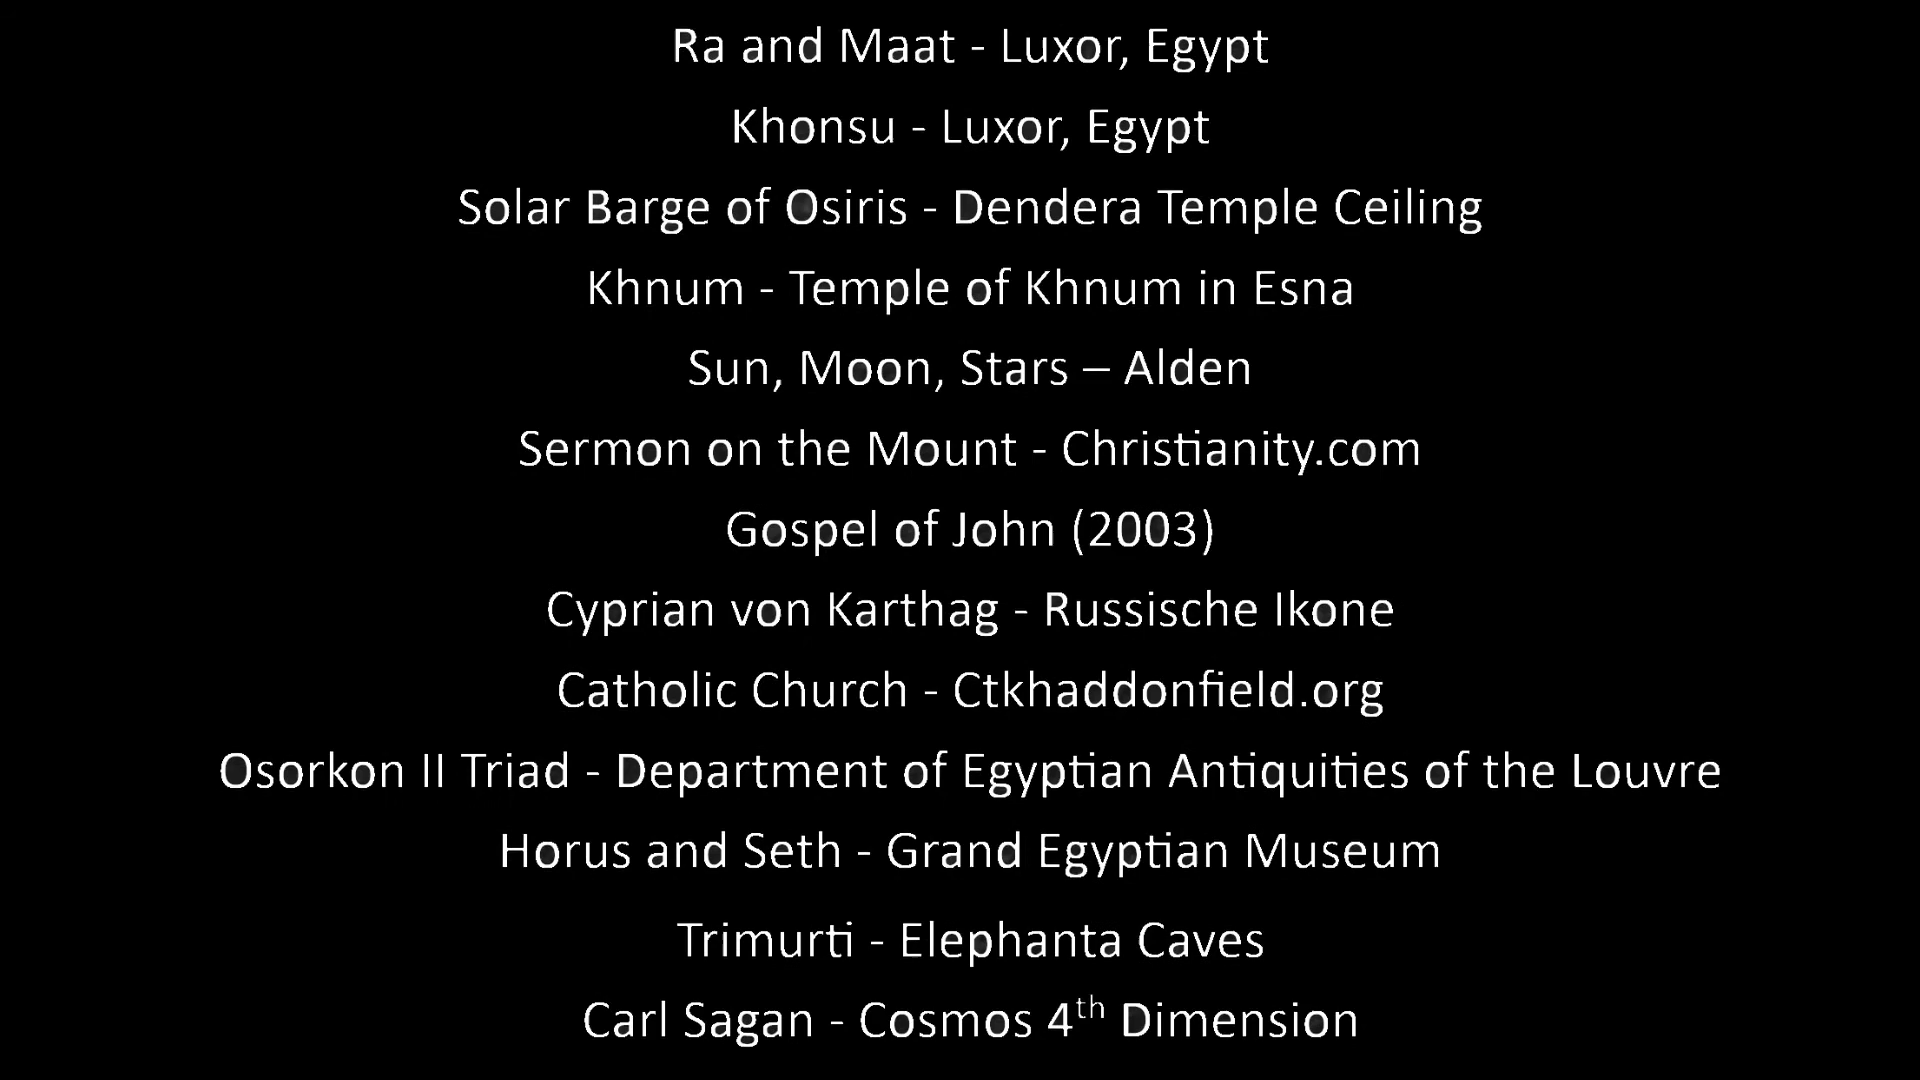 Ra and Maat - Luxor, Egypt
Khonsu - Luxor, Egypt
Solar Barge of Osiris - Dendera Temple Ceiling
Khnum - Temple of Khnum in Esna
Sun, Moon, Stars – Alden
Sermon on the Mount - Christianity.com
Gospel of John (2003)
Cyprian von Karthag - Russische Ikone
Catholic Church - Ctkhaddonfield.org
Osorkon II Triad - Department of Egyptian Antiquities of the Louvre
Horus and Seth - Grand Egyptian Museum
Trimurti - Elephanta Caves
Carl Sagan - Cosmos 4th Dimension